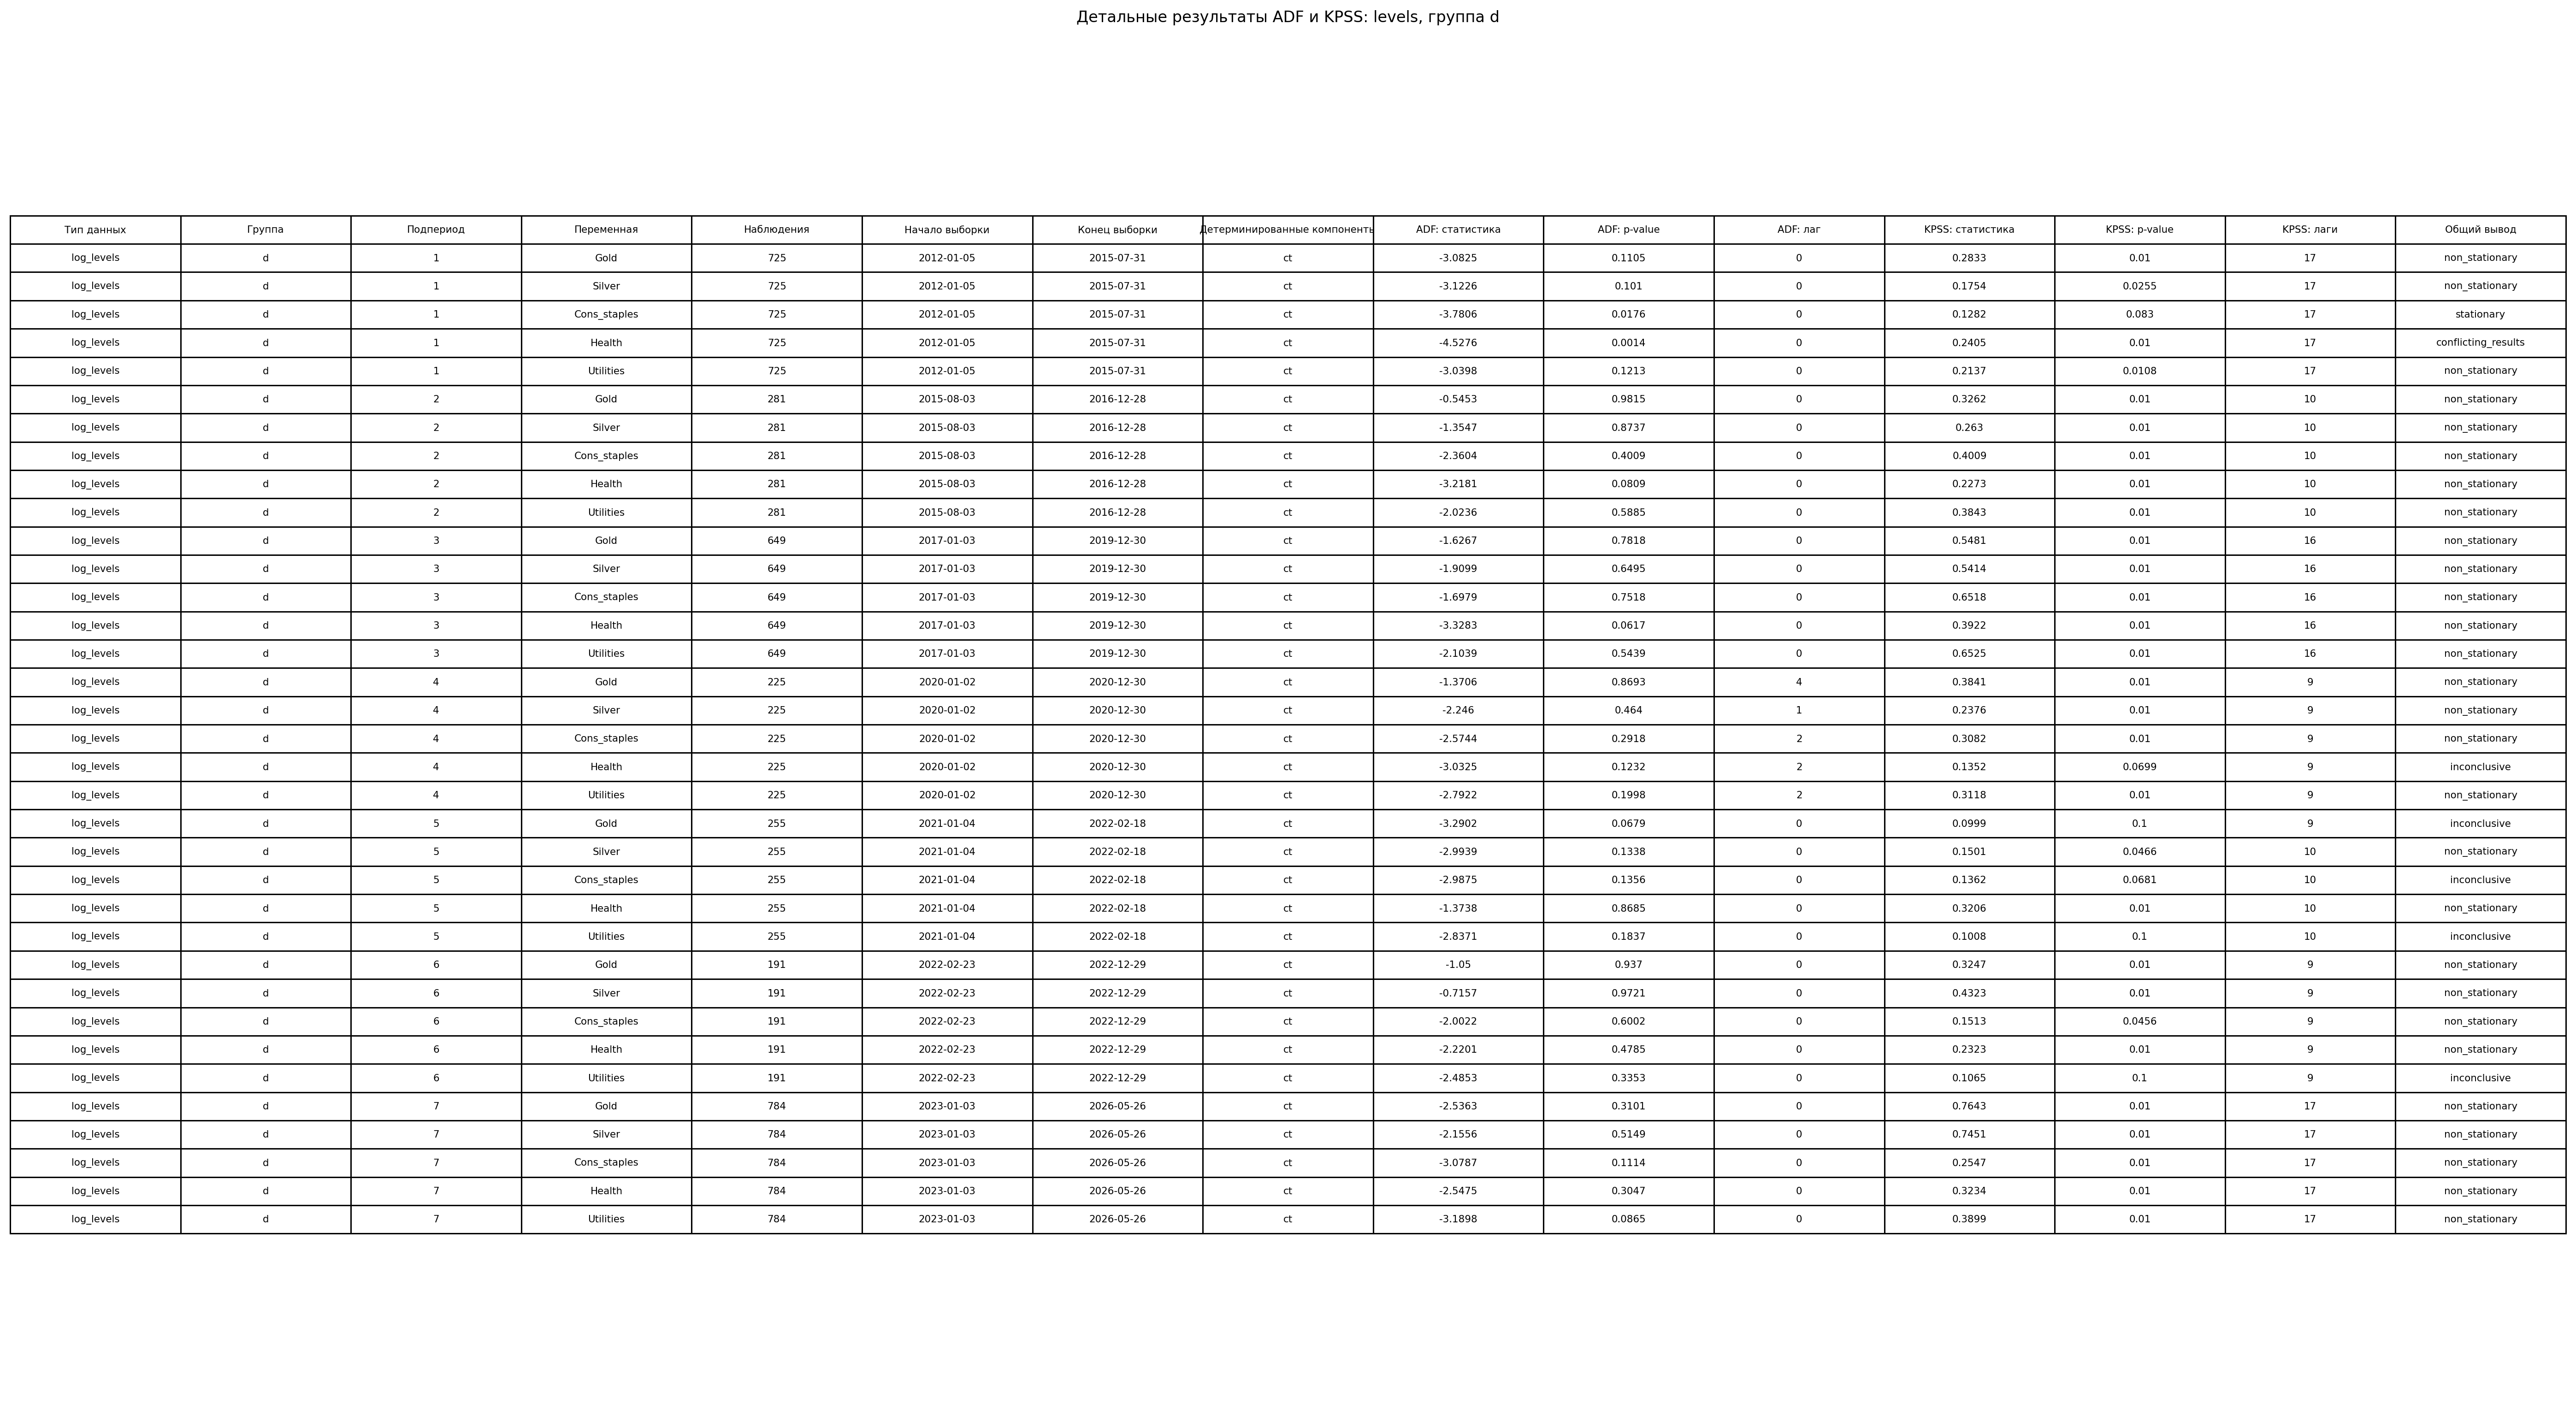 Детальные результаты ADF и KPSS: levels, группа d
Тип данных Группа Подпериод Переменная Наблюдения Начало выборки Конец выборки Детерминированные компоненты ADF: статистика ADF: p-value ADF: лаг KPSS: статистика KPSS: p-value KPSS: лаги Общий вывод
log_levels d 1 Gold 725 2012-01-05 2015-07-31 ct -3.0825 0.1105 0 0.2833 0.01 17 non_stationary
log_levels d 1 Silver 725 2012-01-05 2015-07-31 ct -3.1226 0.101 0 0.1754 0.0255 17 non_stationary
log_levels d 1 Cons_staples 725 2012-01-05 2015-07-31 ct -3.7806 0.0176 0 0.1282 0.083 17 stationary
log_levels d 1 Health 725 2012-01-05 2015-07-31 ct -4.5276 0.0014 0 0.2405 0.01 17 conflicting_results
log_levels d 1 Utilities 725 2012-01-05 2015-07-31 ct -3.0398 0.1213 0 0.2137 0.0108 17 non_stationary
log_levels d 2 Gold 281 2015-08-03 2016-12-28 ct -0.5453 0.9815 0 0.3262 0.01 10 non_stationary
log_levels d 2 Silver 281 2015-08-03 2016-12-28 ct -1.3547 0.8737 0 0.263 0.01 10 non_stationary
log_levels d 2 Cons_staples 281 2015-08-03 2016-12-28 ct -2.3604 0.4009 0 0.4009 0.01 10 non_stationary
log_levels d 2 Health 281 2015-08-03 2016-12-28 ct -3.2181 0.0809 0 0.2273 0.01 10 non_stationary
log_levels d 2 Utilities 281 2015-08-03 2016-12-28 ct -2.0236 0.5885 0 0.3843 0.01 10 non_stationary
log_levels d 3 Gold 649 2017-01-03 2019-12-30 ct -1.6267 0.7818 0 0.5481 0.01 16 non_stationary
log_levels d 3 Silver 649 2017-01-03 2019-12-30 ct -1.9099 0.6495 0 0.5414 0.01 16 non_stationary
log_levels d 3 Cons_staples 649 2017-01-03 2019-12-30 ct -1.6979 0.7518 0 0.6518 0.01 16 non_stationary
log_levels d 3 Health 649 2017-01-03 2019-12-30 ct -3.3283 0.0617 0 0.3922 0.01 16 non_stationary
log_levels d 3 Utilities 649 2017-01-03 2019-12-30 ct -2.1039 0.5439 0 0.6525 0.01 16 non_stationary
log_levels d 4 Gold 225 2020-01-02 2020-12-30 ct -1.3706 0.8693 4 0.3841 0.01 9 non_stationary
log_levels d 4 Silver 225 2020-01-02 2020-12-30 ct -2.246 0.464 1 0.2376 0.01 9 non_stationary
log_levels d 4 Cons_staples 225 2020-01-02 2020-12-30 ct -2.5744 0.2918 2 0.3082 0.01 9 non_stationary
log_levels d 4 Health 225 2020-01-02 2020-12-30 ct -3.0325 0.1232 2 0.1352 0.0699 9 inconclusive
log_levels d 4 Utilities 225 2020-01-02 2020-12-30 ct -2.7922 0.1998 2 0.3118 0.01 9 non_stationary
log_levels d 5 Gold 255 2021-01-04 2022-02-18 ct -3.2902 0.0679 0 0.0999 0.1 9 inconclusive
log_levels d 5 Silver 255 2021-01-04 2022-02-18 ct -2.9939 0.1338 0 0.1501 0.0466 10 non_stationary
log_levels d 5 Cons_staples 255 2021-01-04 2022-02-18 ct -2.9875 0.1356 0 0.1362 0.0681 10 inconclusive
log_levels d 5 Health 255 2021-01-04 2022-02-18 ct -1.3738 0.8685 0 0.3206 0.01 10 non_stationary
log_levels d 5 Utilities 255 2021-01-04 2022-02-18 ct -2.8371 0.1837 0 0.1008 0.1 10 inconclusive
log_levels d 6 Gold 191 2022-02-23 2022-12-29 ct -1.05 0.937 0 0.3247 0.01 9 non_stationary
log_levels d 6 Silver 191 2022-02-23 2022-12-29 ct -0.7157 0.9721 0 0.4323 0.01 9 non_stationary
log_levels d 6 Cons_staples 191 2022-02-23 2022-12-29 ct -2.0022 0.6002 0 0.1513 0.0456 9 non_stationary
log_levels d 6 Health 191 2022-02-23 2022-12-29 ct -2.2201 0.4785 0 0.2323 0.01 9 non_stationary
log_levels d 6 Utilities 191 2022-02-23 2022-12-29 ct -2.4853 0.3353 0 0.1065 0.1 9 inconclusive
log_levels d 7 Gold 784 2023-01-03 2026-05-26 ct -2.5363 0.3101 0 0.7643 0.01 17 non_stationary
log_levels d 7 Silver 784 2023-01-03 2026-05-26 ct -2.1556 0.5149 0 0.7451 0.01 17 non_stationary
log_levels d 7 Cons_staples 784 2023-01-03 2026-05-26 ct -3.0787 0.1114 0 0.2547 0.01 17 non_stationary
log_levels d 7 Health 784 2023-01-03 2026-05-26 ct -2.5475 0.3047 0 0.3234 0.01 17 non_stationary
log_levels d 7 Utilities 784 2023-01-03 2026-05-26 ct -3.1898 0.0865 0 0.3899 0.01 17 non_stationary